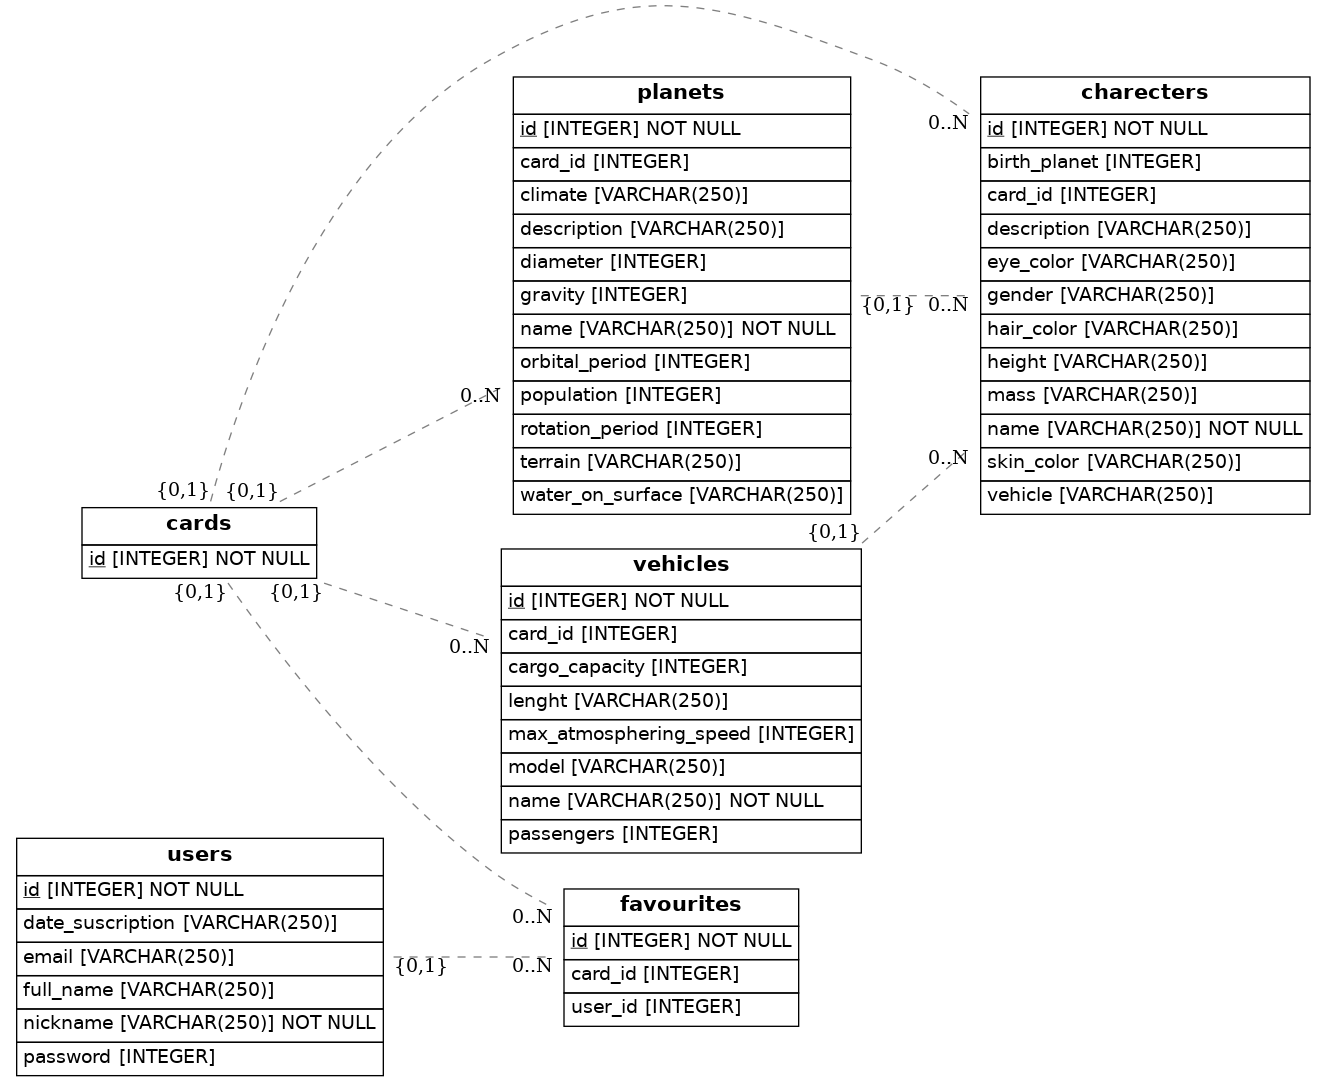 planets
id [INTEGER] NOT NULL
card_id [INTEGER]
climate [VARCHAR(250)]
description [VARCHAR(250)]
diameter [INTEGER]
gravity [INTEGER]
name [VARCHAR(250)] NOT NULL
orbital_period [INTEGER]
population [INTEGER]
rotation_period [INTEGER]
terrain [VARCHAR(250)]
water_on_surface [VARCHAR(250)]
charecters
id [INTEGER] NOT NULL
birth_planet [INTEGER]
card_id [INTEGER]
description [VARCHAR(250)]
eye_color [VARCHAR(250)]
gender [VARCHAR(250)]
hair_color [VARCHAR(250)]
height [VARCHAR(250)]
mass [VARCHAR(250)]
name [VARCHAR(250)] NOT NULL
skin_color [VARCHAR(250)]
vehicle [VARCHAR(250)]
0..N
{0,1}
0..N
0..N
0..N
{0,1}
{0,1}
{0,1}
cards
id [INTEGER] NOT NULL
{0,1}
{0,1}
0..N
vehicles
id [INTEGER] NOT NULL
card_id [INTEGER]
cargo_capacity [INTEGER]
lenght [VARCHAR(250)]
max_atmosphering_speed [INTEGER]
model [VARCHAR(250)]
name [VARCHAR(250)] NOT NULL
passengers [INTEGER]
users
id [INTEGER] NOT NULL
date_suscription [VARCHAR(250)]
email [VARCHAR(250)]
full_name [VARCHAR(250)]
nickname [VARCHAR(250)] NOT NULL
password [INTEGER]
0..N
{0,1}
0..N
favourites
id [INTEGER] NOT NULL
card_id [INTEGER]
user_id [INTEGER]